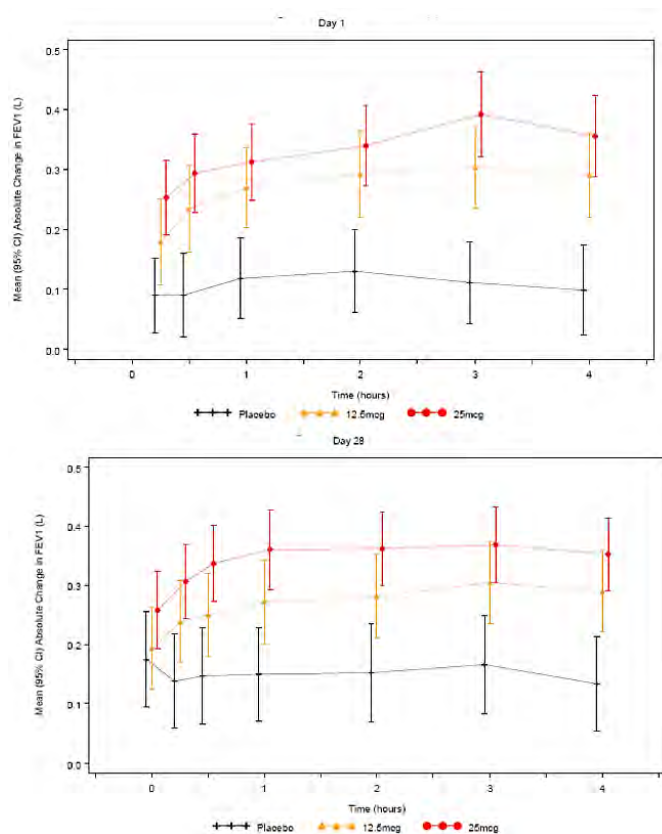 Day 1
Mean (95% CI) Absolute Change in FEV1 (L)
0.5
0.4
0.3
0.2
0.1
0.0
0 1 2 3 4
Time (hours)
Placebo 12.5mcg 25mcg
Day 28
Mean (95% CI) Absolute Change in FEV1 (L)
0.5
0.4
0.3
0.2
0.1
0.0
0 1 2 3 4
Time (hours)
Placebo 12.5mcg 25mcg